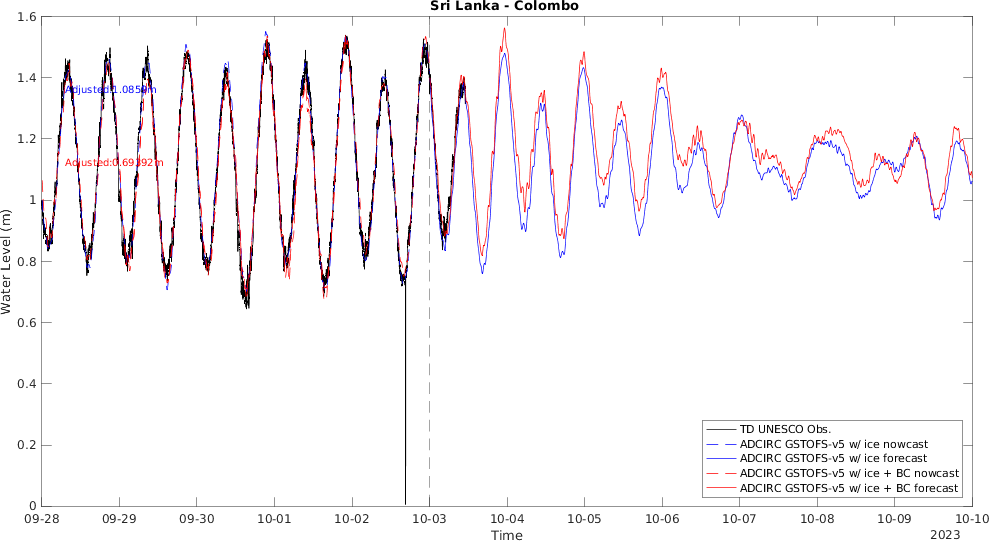 Sri Lanka - Colombo
1.6
1.4
Adjusted:1.0859m
1.2
Adjusted:0.69392m
1
0.8
0.6
0.4
0.2
0
Water Level (m)
TD UNESCO Obs.
ADCIRC GSTOFS-v5 w/ ice nowcast
ADCIRC GSTOFS-v5 w/ ice forecast
ADCIRC GSTOFS-v5 w/ ice + BC nowcast
ADCIRC GSTOFS-v5 w/ ice + BC forecast
09-28 09-29 09-30 10-01 10-02 10-03 10-04 10-05 10-06 10-07 10-08 10-09 10-10
Time
2023